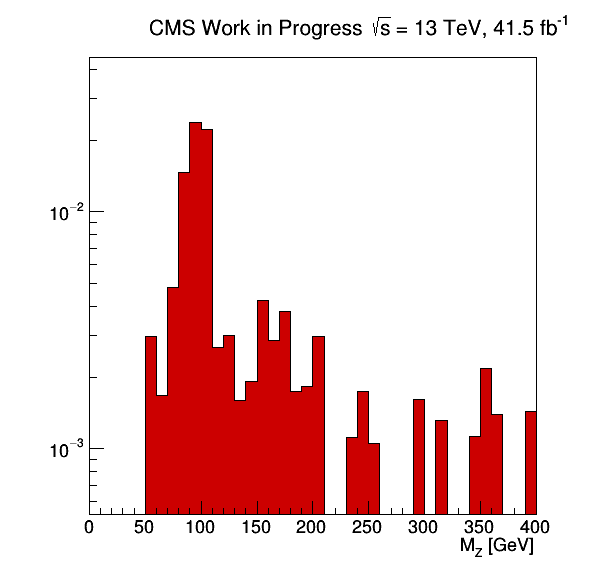 CMS Work in Progress √s = 13 TeV, 41.5 fb⁻¹
10⁻²
10⁻³
0 50 100 150 200 250 300 350 400
M_Z [GeV]